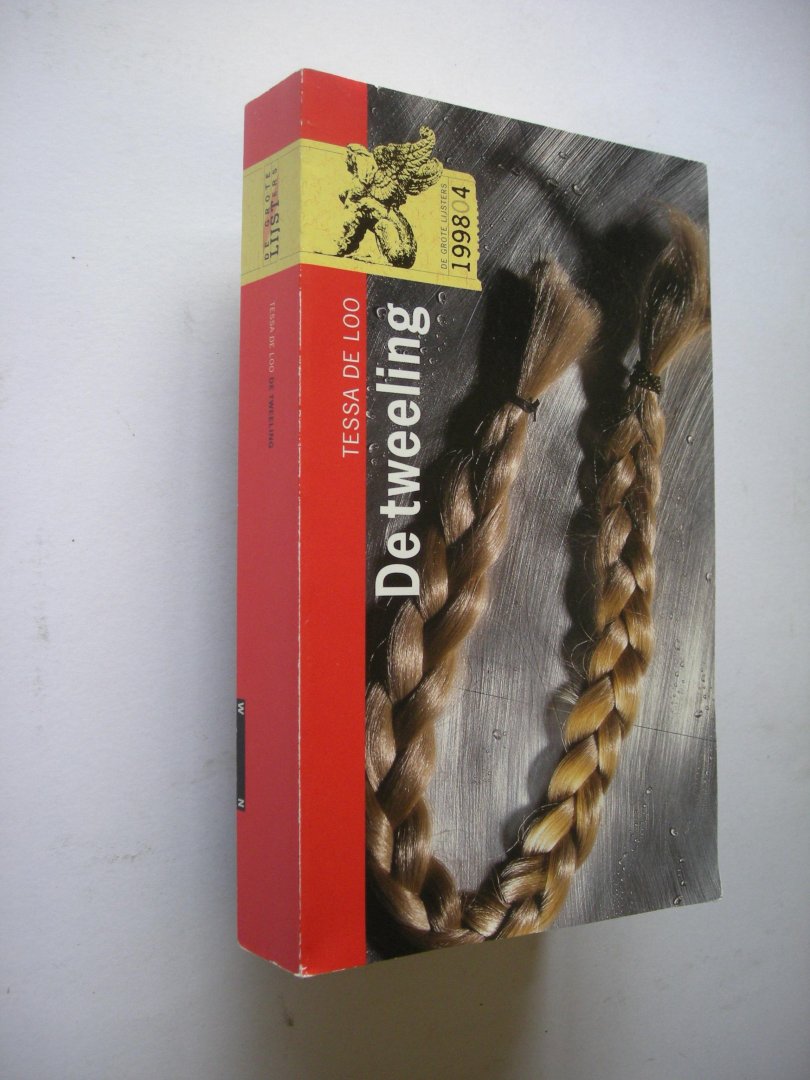 DE GROTE
LIJSTERS
TESSA DE LOO DE TWEELING
W
N
DE GROTE LIJSTERS
199804
TESSA DE LOO
De tweeling